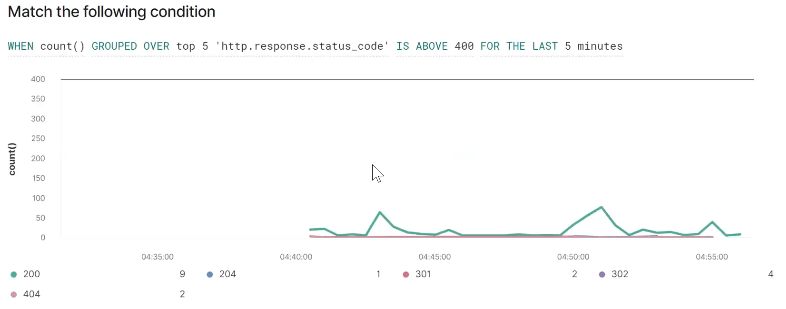 Match the following condition
WHEN count() GROUPED OVER top 5 'http.response.status_code' IS ABOVE 400 FOR THE LAST 5 minutes
400
350
300
250
200
150
100
50
0
count()
04:35:00 04:40:00 04:45:00 04:50:00 04:55:00
200 9 204 1 301 2 302 4
404 2